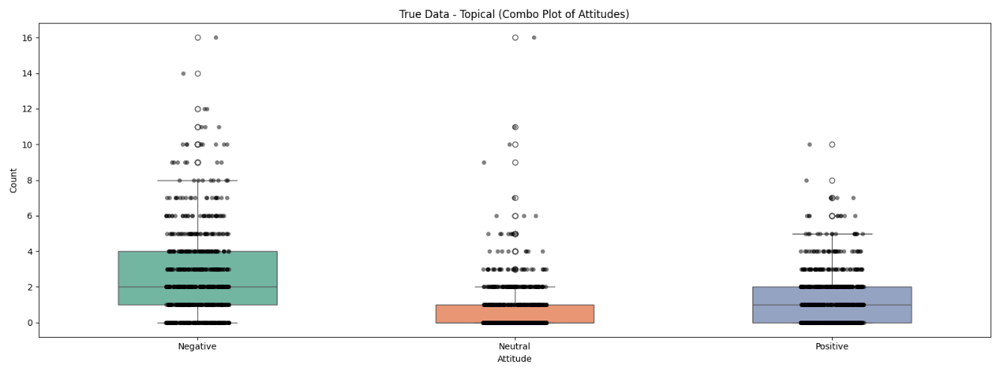 True Data - Topical (Combo Plot of Attitudes)
16
14
12
10
8
6
4
2
0
Count
Negative
Neutral
Positive
Attitude